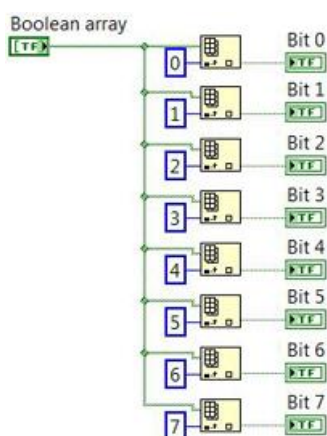 Boolean array
[TF]
Bit 0
0
TF
Bit 1
1
TF
Bit 2
2
TF
Bit 3
3
TF
Bit 4
4
TF
Bit 5
5
TF
Bit 6
6
TF
Bit 7
7
TF